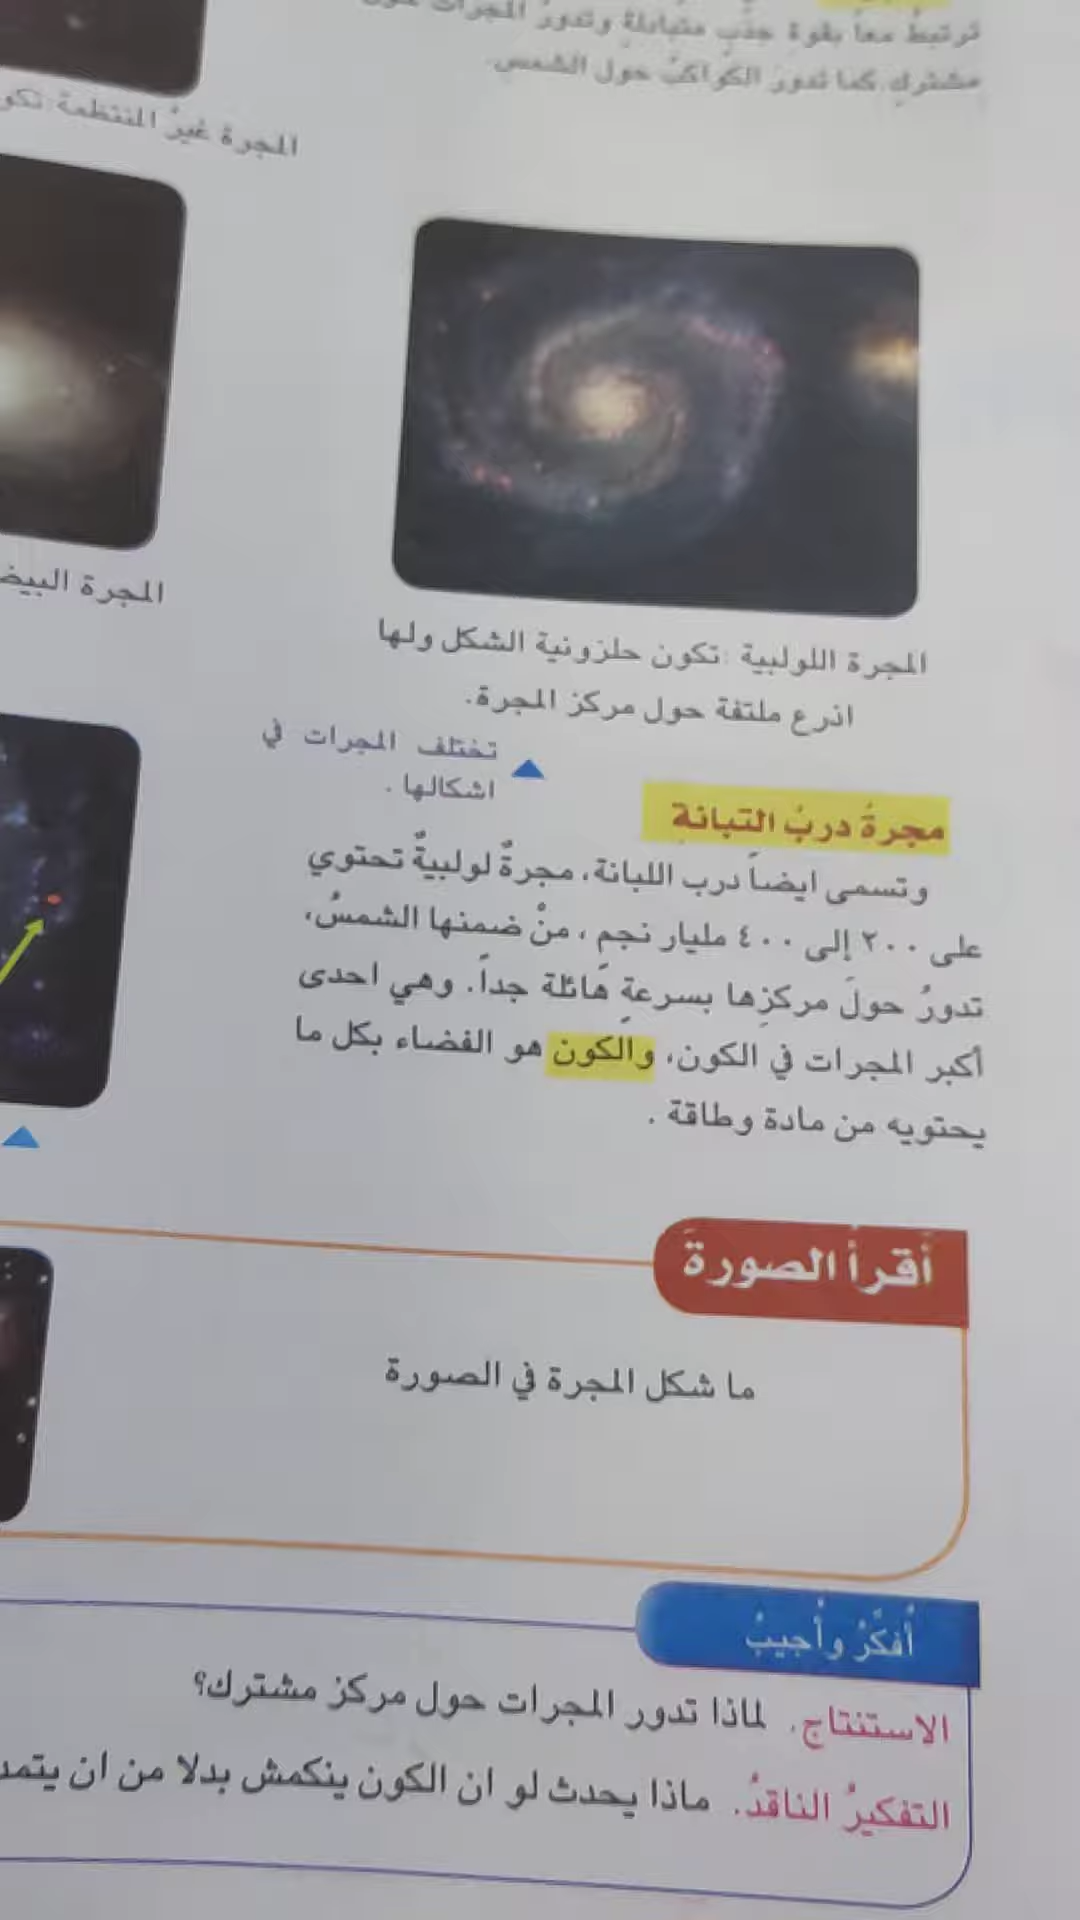 ترتبطُ معاً بقوة جذبٍ متبادلة وتدورُ المجرات حول
مشتركٍ كما تدور الكواكبُ حول الشمس.
المجرة غيرُ المنتظمة: تكو
المجرة اللولبية :تكون حلزونية الشكل ولها
اذرع ملتفة حول مركز المجرة.
المجرة البيض
تختلف المجرات في
اشكالها .
مجرةُ دربُ التبانة
وتسمى ايضاً درب اللبانة، مجرةٌ لولبيةٌ تحتوي
على ٢٠٠ إلى ٤٠٠ مليار نجمٍ ، منْ ضمنها الشمسُ،
تدورُ حولَ مركزِها بسرعةٍ هَائلة جداً. وهي احدى
أكبر المجرات في الكون، والكون هو الفضاء بكل ما
يحتويه من مادة وطاقة .
أقرأ الصورة
ما شكل المجرة في الصورة
أفكِّرُ وأجيبُ
الاستنتاج. لماذا تدور المجرات حول مركز مشترك؟
التفكيرُ الناقدُ. ماذا يحدث لو ان الكون ينكمش بدلا من ان يتمد